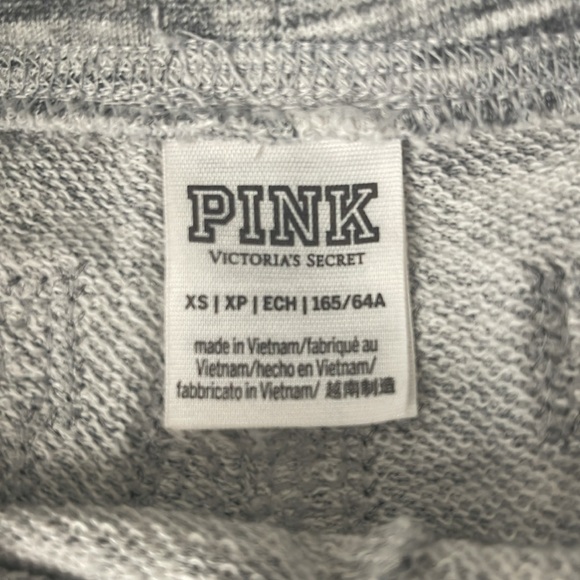 PINK
VICTORIA'S SECRET
XS | XP | ECH | 165/64A
made in Vietnam/fabriqué au
Vietnam/hecho en Vietnam/
fabbricato in Vietnam/ 越南制造